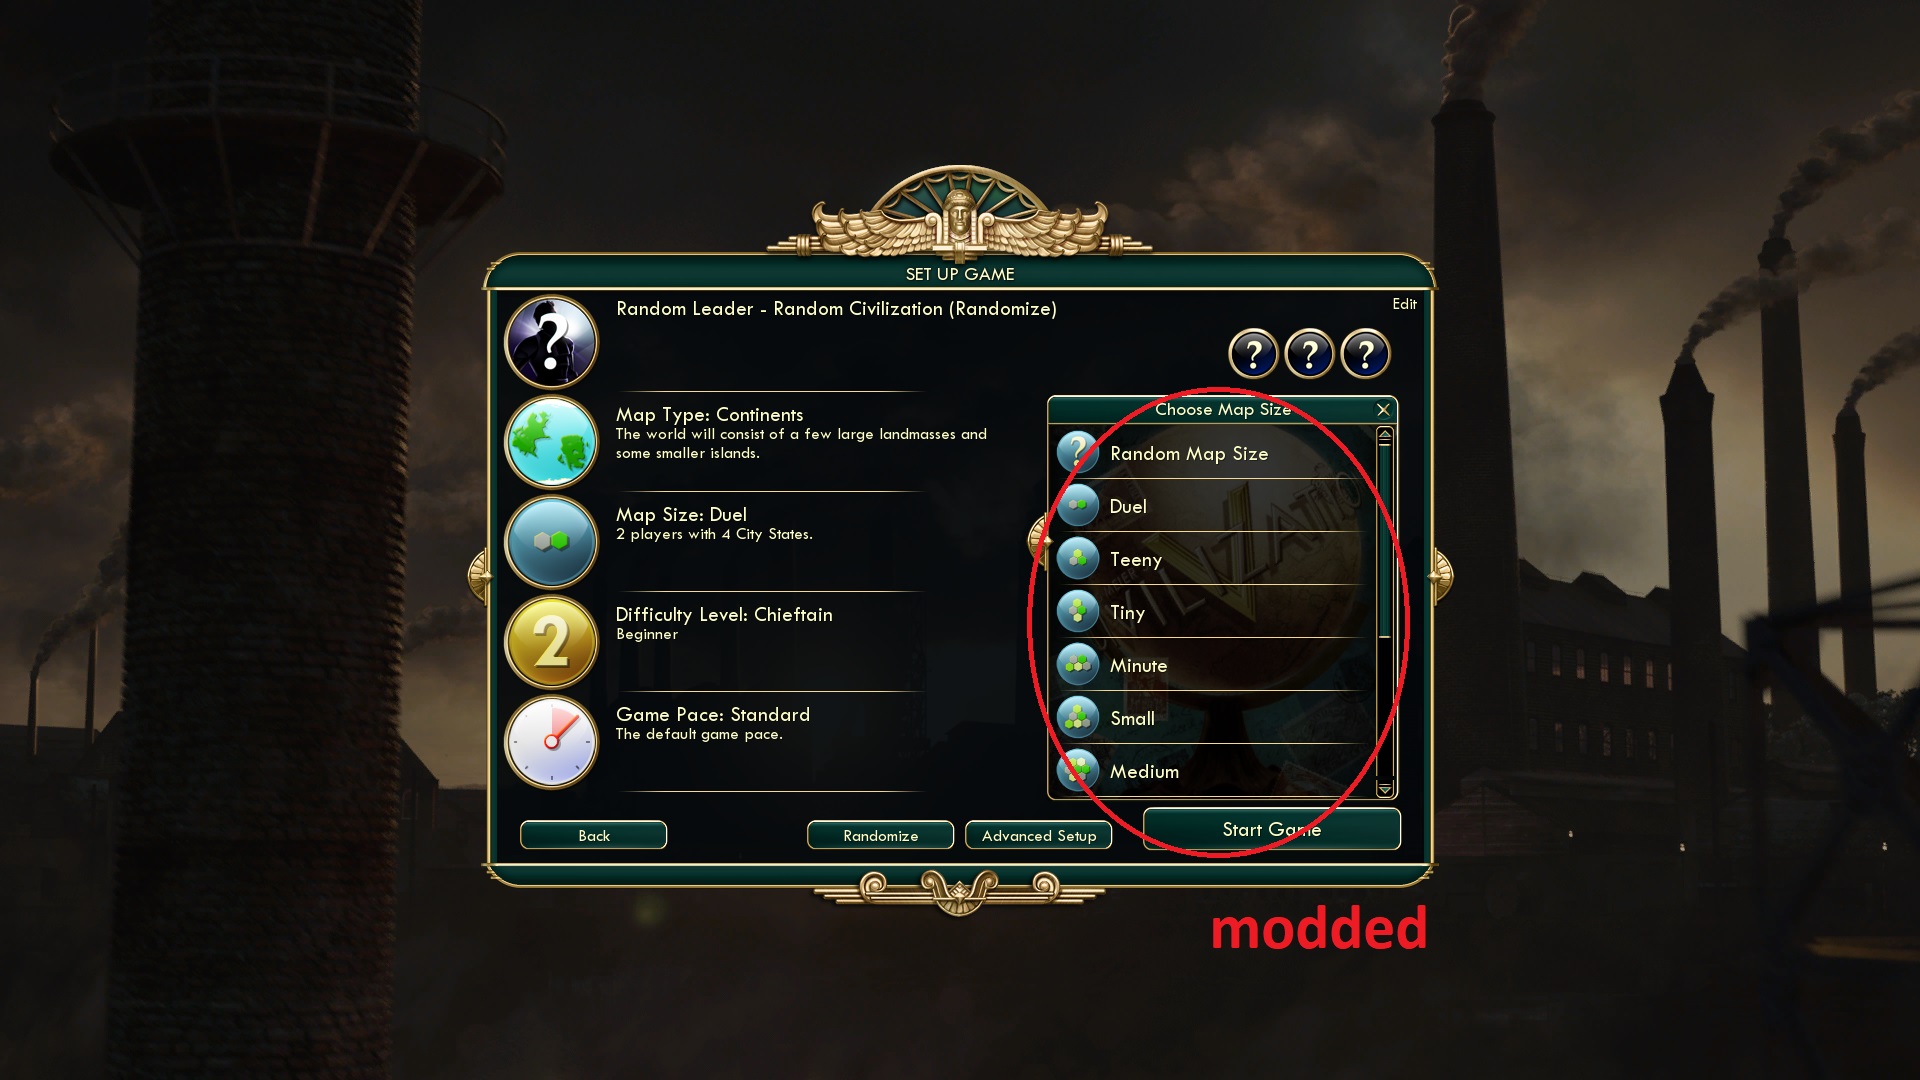 SET UP GAME
Random Leader - Random Civilization (Randomize)
Edit
?
? ? ?
Map Type: Continents
The world will consist of a few large landmasses and
some smaller islands.
Map Size: Duel
2 players with 4 City States.
Difficulty Level: Chieftain
Beginner
2
Game Pace: Standard
The default game pace.
Choose Map Size
?
Random Map Size
Duel
Teeny
Tiny
Minute
Small
Medium
Back
Randomize
Advanced Setup
Start Game
modded